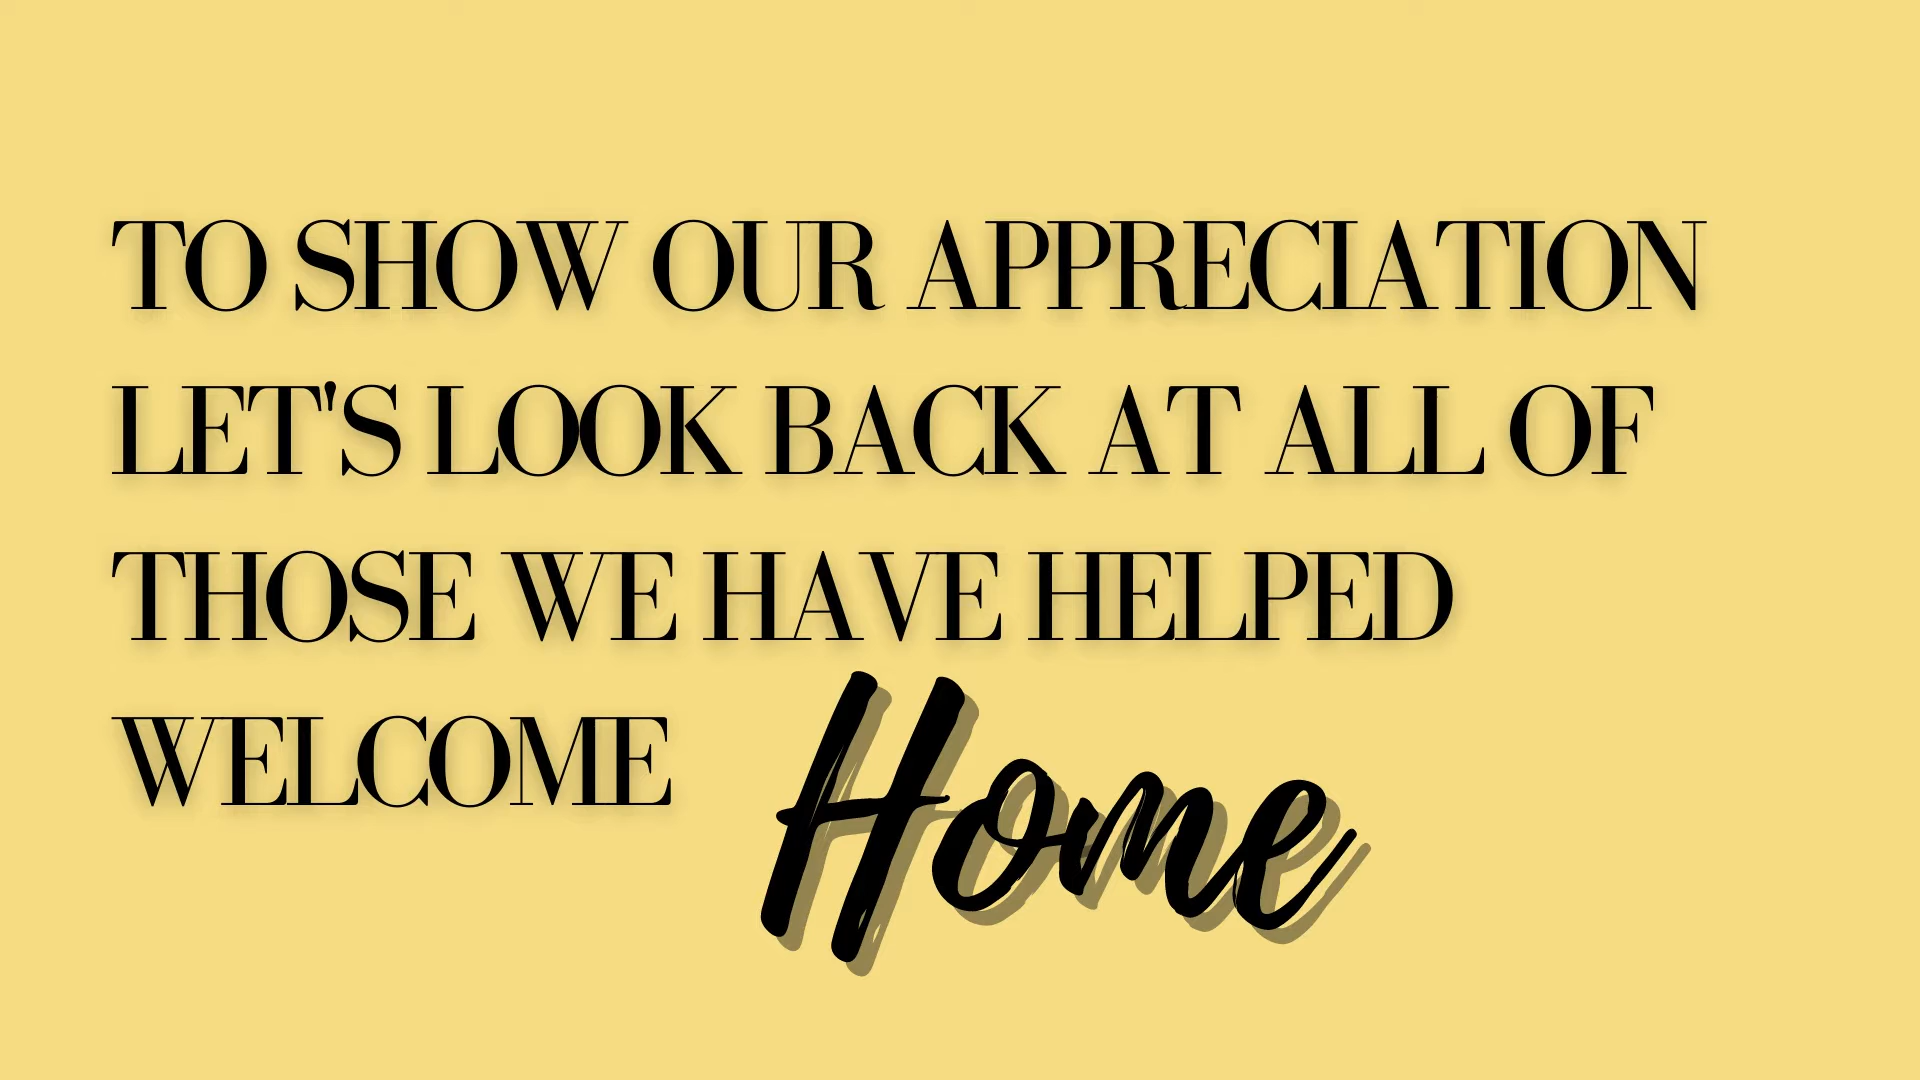 TO SHOW OUR APPRECIATION
LET'S LOOK BACK AT ALL OF
THOSE WE HAVE HELPED
WELCOME Home